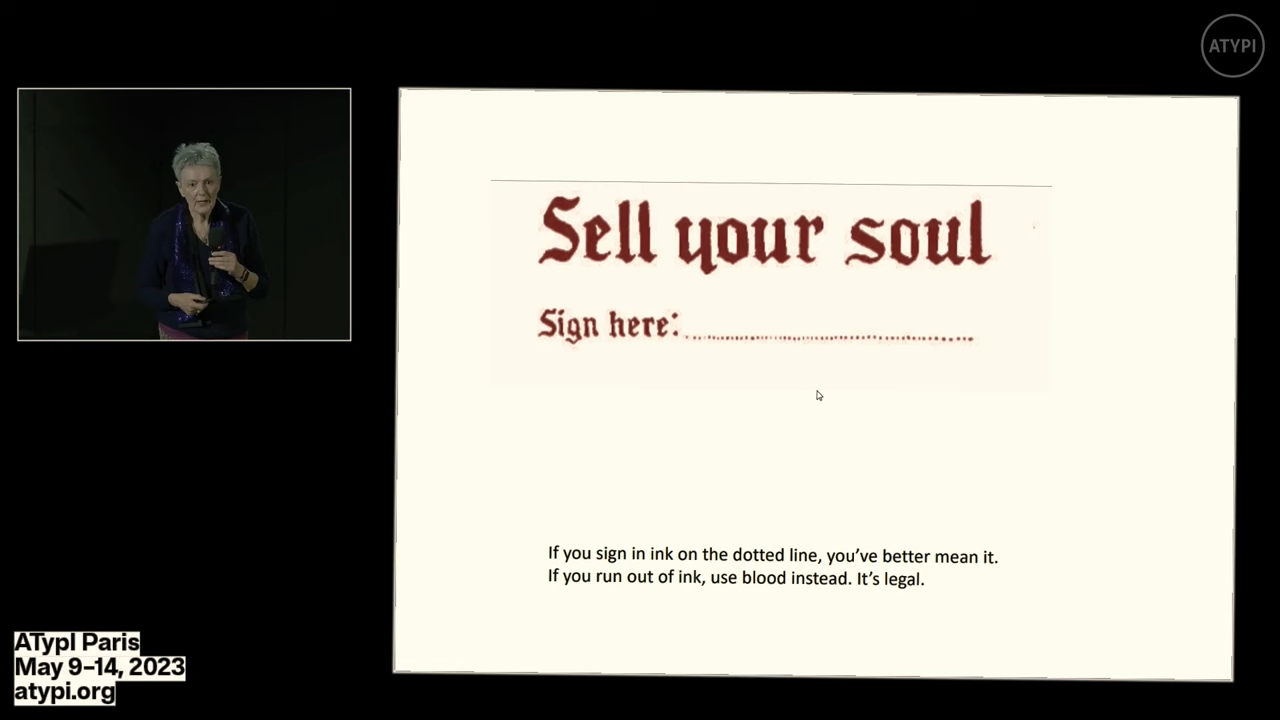 ATYPI
Sell your soul
Sign here:
If you sign in ink on the dotted line, you’ve better mean it.
If you run out of ink, use blood instead. It’s legal.
ATypI Paris
May 9–14, 2023
atypi.org